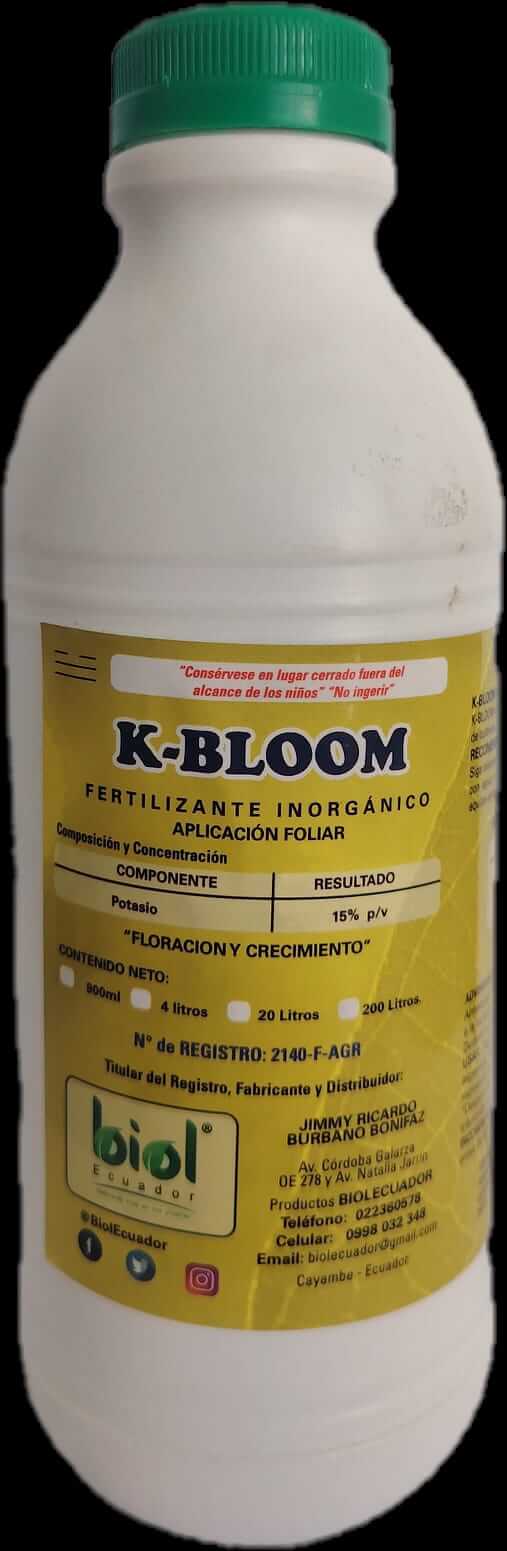 "Consérvese en lugar cerrado fuera del
alcance de los niños" "No ingerir"
K-BLOOM
FERTILIZANTE INORGÁNICO
APLICACIÓN FOLIAR
Composición y Concentración
COMPONENTE RESULTADO
Potasio 15% p/v
"FLORACION Y CRECIMIENTO"
CONTENIDO NETO:
900ml 4 litros 20 Litros 200 Litros.
N° de REGISTRO: 2140-F-AGR
Titular del Registro, Fabricante y Distribuidor:
biol®
Ecuador
@BiolEcuador
JIMMY RICARDO
BURBANO BONIFAZ
Av. Córdoba Galarza
OE 278 y Av. Natalia Jarrín
Productos BIOLECUADOR
Teléfono: 022360578
Celular: 0998 032 348
Email: biolecuador@gmail.com
Cayambe - Ecuador
K-BLOOM
K-BLOOM